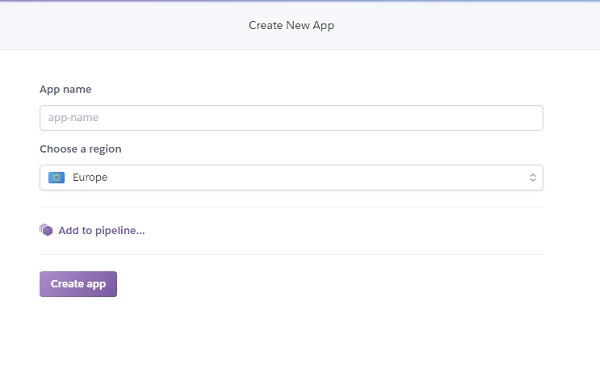 Create New App
App name
app-name
Choose a region
Europe
Add to pipeline...
Create app